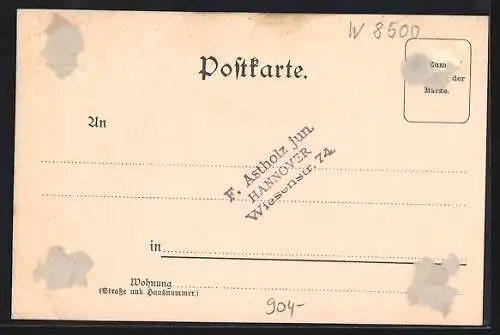 W 8500
Postkarte.
Zum
der
Marke.
An
F. Astholz jun.
HANNOVER
Wiesenstr. 74.
in
Wohnung
(Straße und Hausnummer.)
904-